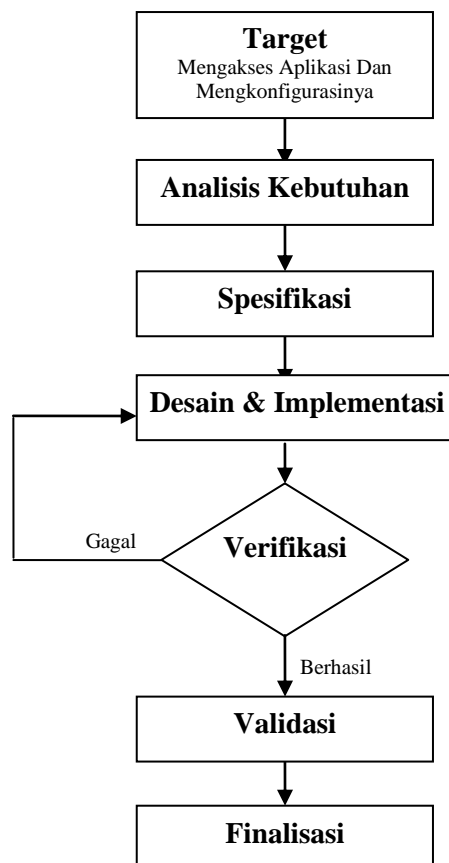 Target
Mengakses Aplikasi Dan
Mengkonfigurasinya
Analisis Kebutuhan
Spesifikasi
Desain & Implementasi
Gagal
Verifikasi
Berhasil
Validasi
Finalisasi